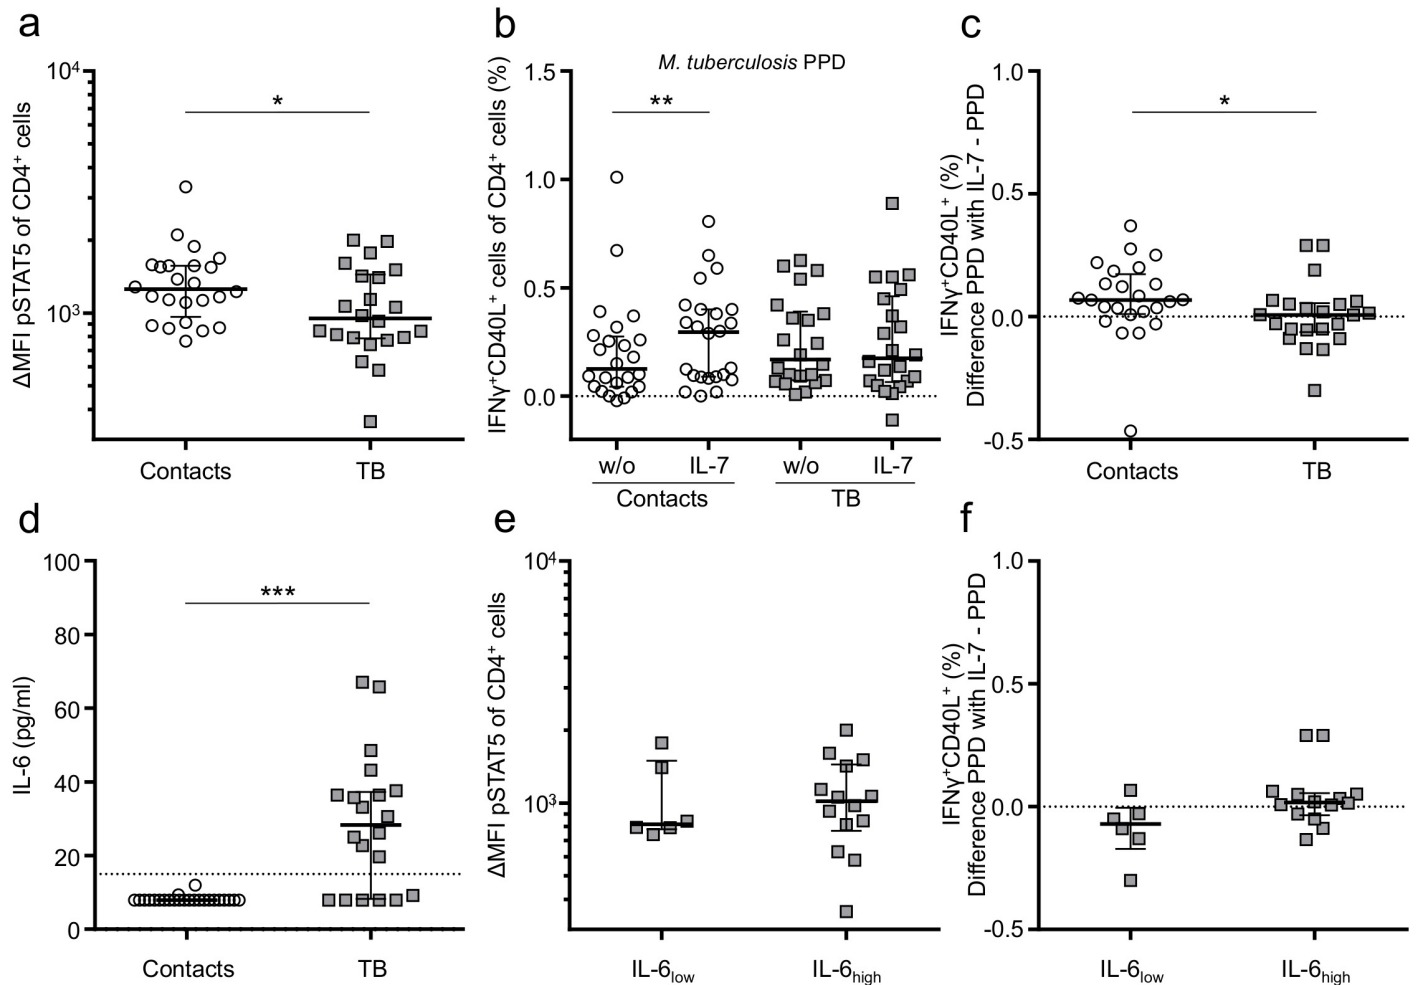 a
ΔMFI pSTAT5 of CD4⁺ cells
10⁴
10³
*
Contacts
TB
b
M. tuberculosis PPD
IFNγ⁺CD40L⁺ cells of CD4⁺ cells (%)
1.5
1.0
0.5
0.0
**
w/o
IL-7
w/o
IL-7
Contacts
TB
c
IFNγ⁺CD40L⁺ (%)
Difference PPD with IL-7 - PPD
1.0
0.5
0.0
-0.5
*
Contacts
TB
d
IL-6 (pg/ml)
100
80
60
40
20
0
***
Contacts
TB
e
ΔMFI pSTAT5 of CD4⁺ cells
10⁴
10³
IL-6low
IL-6high
f
IFNγ⁺CD40L⁺ (%)
Difference PPD with IL-7 - PPD
1.0
0.5
0.0
-0.5
IL-6low
IL-6high